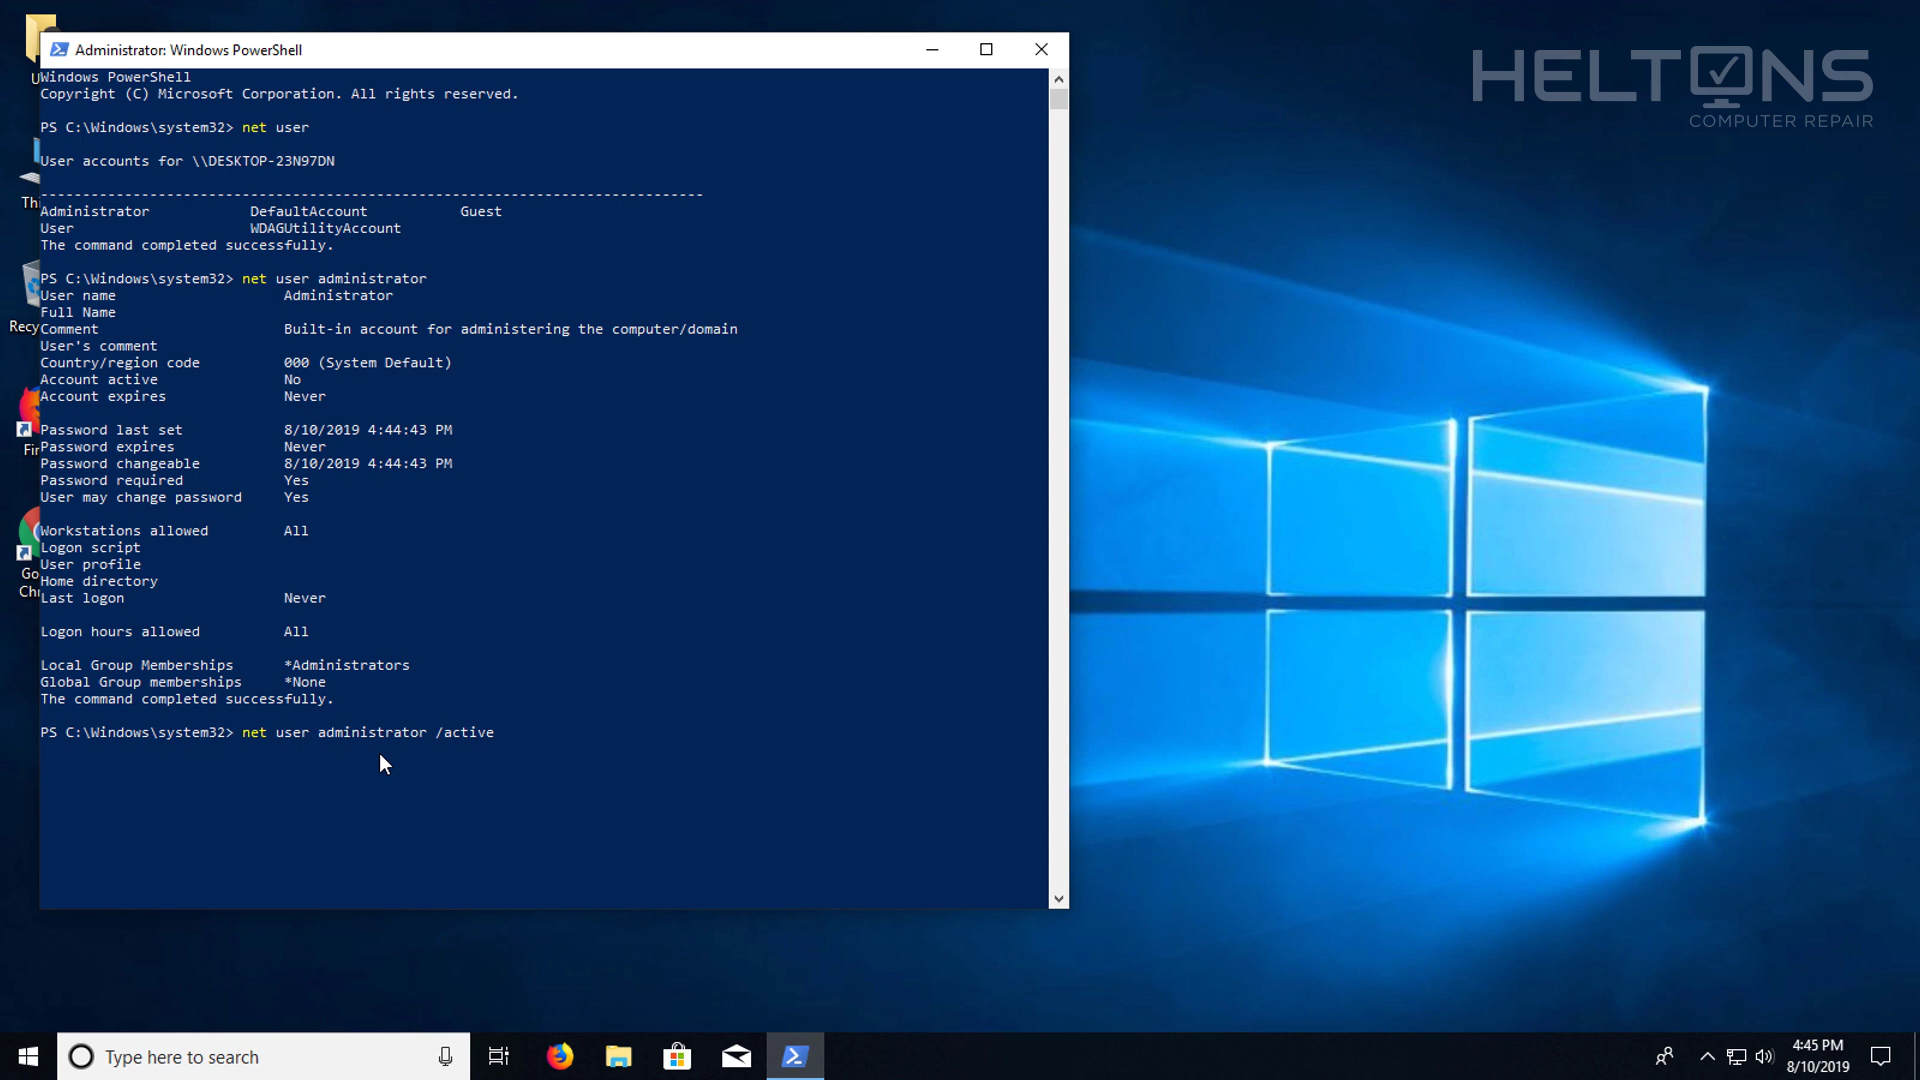 Administrator: Windows PowerShell
Windows PowerShell
Copyright (C) Microsoft Corporation. All rights reserved.
PS C:\Windows\system32> net user
User accounts for \\DESKTOP-23N97DN
-------------------------------------------------------------------------------
Administrator DefaultAccount Guest
User WDAGUtilityAccount
The command completed successfully.
PS C:\Windows\system32> net user administrator
User name Administrator
Full Name
Comment Built-in account for administering the computer/domain
User's comment
Country/region code 000 (System Default)
Account active No
Account expires Never
Password last set 8/10/2019 4:44:43 PM
Password expires Never
Password changeable 8/10/2019 4:44:43 PM
Password required Yes
User may change password Yes
Workstations allowed All
Logon script
User profile
Home directory
Last logon Never
Logon hours allowed All
Local Group Memberships *Administrators
Global Group memberships *None
The command completed successfully.
PS C:\Windows\system32> net user administrator /active
U
Thi
Recy
Fir
Go
Chr
HELTONS
COMPUTER REPAIR
Type here to search
4:45 PM
8/10/2019